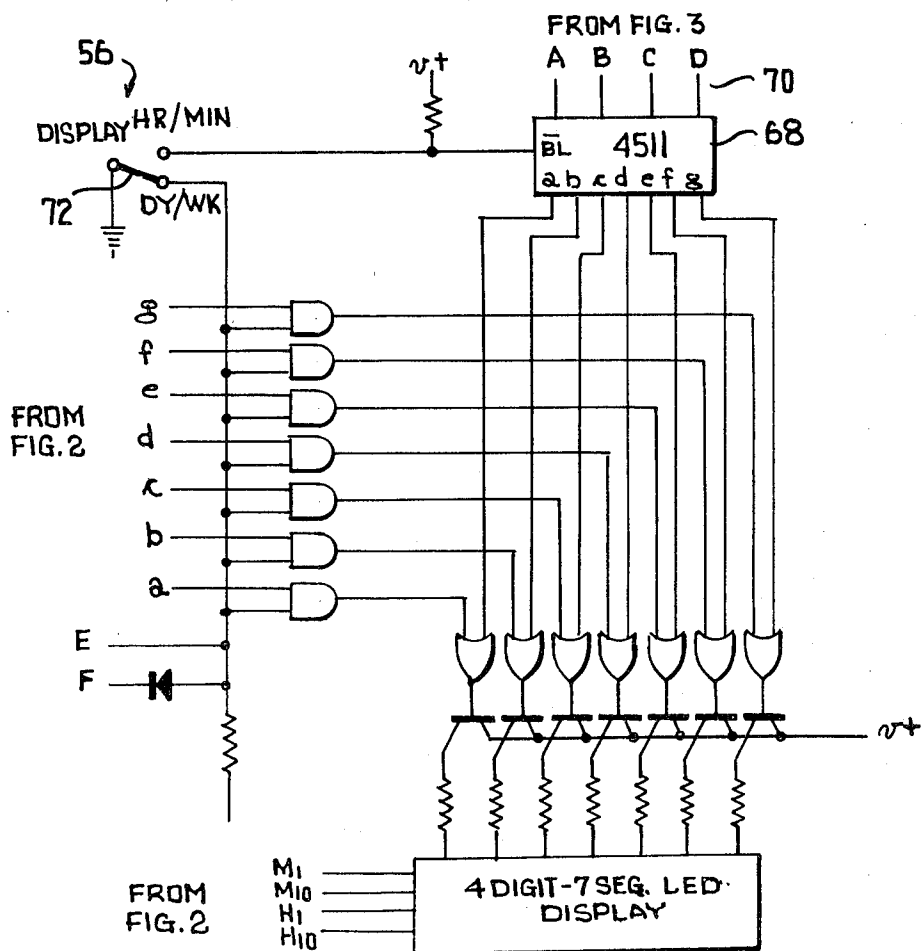 FROM FIG. 3
A B C D
56
70
v+
DISPLAY HR/MIN
68
B̅L̅ 4511
a b c d e f g
72
DY/WK
g
f
e
FROM
FIG. 2
d
c
b
a
E
F
v+
FROM
FIG. 2
M1
M10
H1
H10
4 DIGIT-7 SEG. LED
DISPLAY